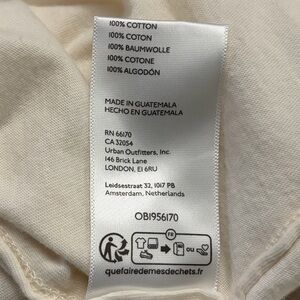 100% COTTON
100% COTON
100% BAUMWOLLE
100% COTONE
100% ALGODÓN
MADE IN GUATEMALA
HECHO EN GUATEMALA
RN 66170
CA 32054
Urban Outfitters, Inc.
146 Brick Lane
LONDON, E1 6RU
Leidsestraat 32, 1017 PB
Amsterdam, Netherlands
OB1956170
FR
ou
quefairedemesdechets.fr